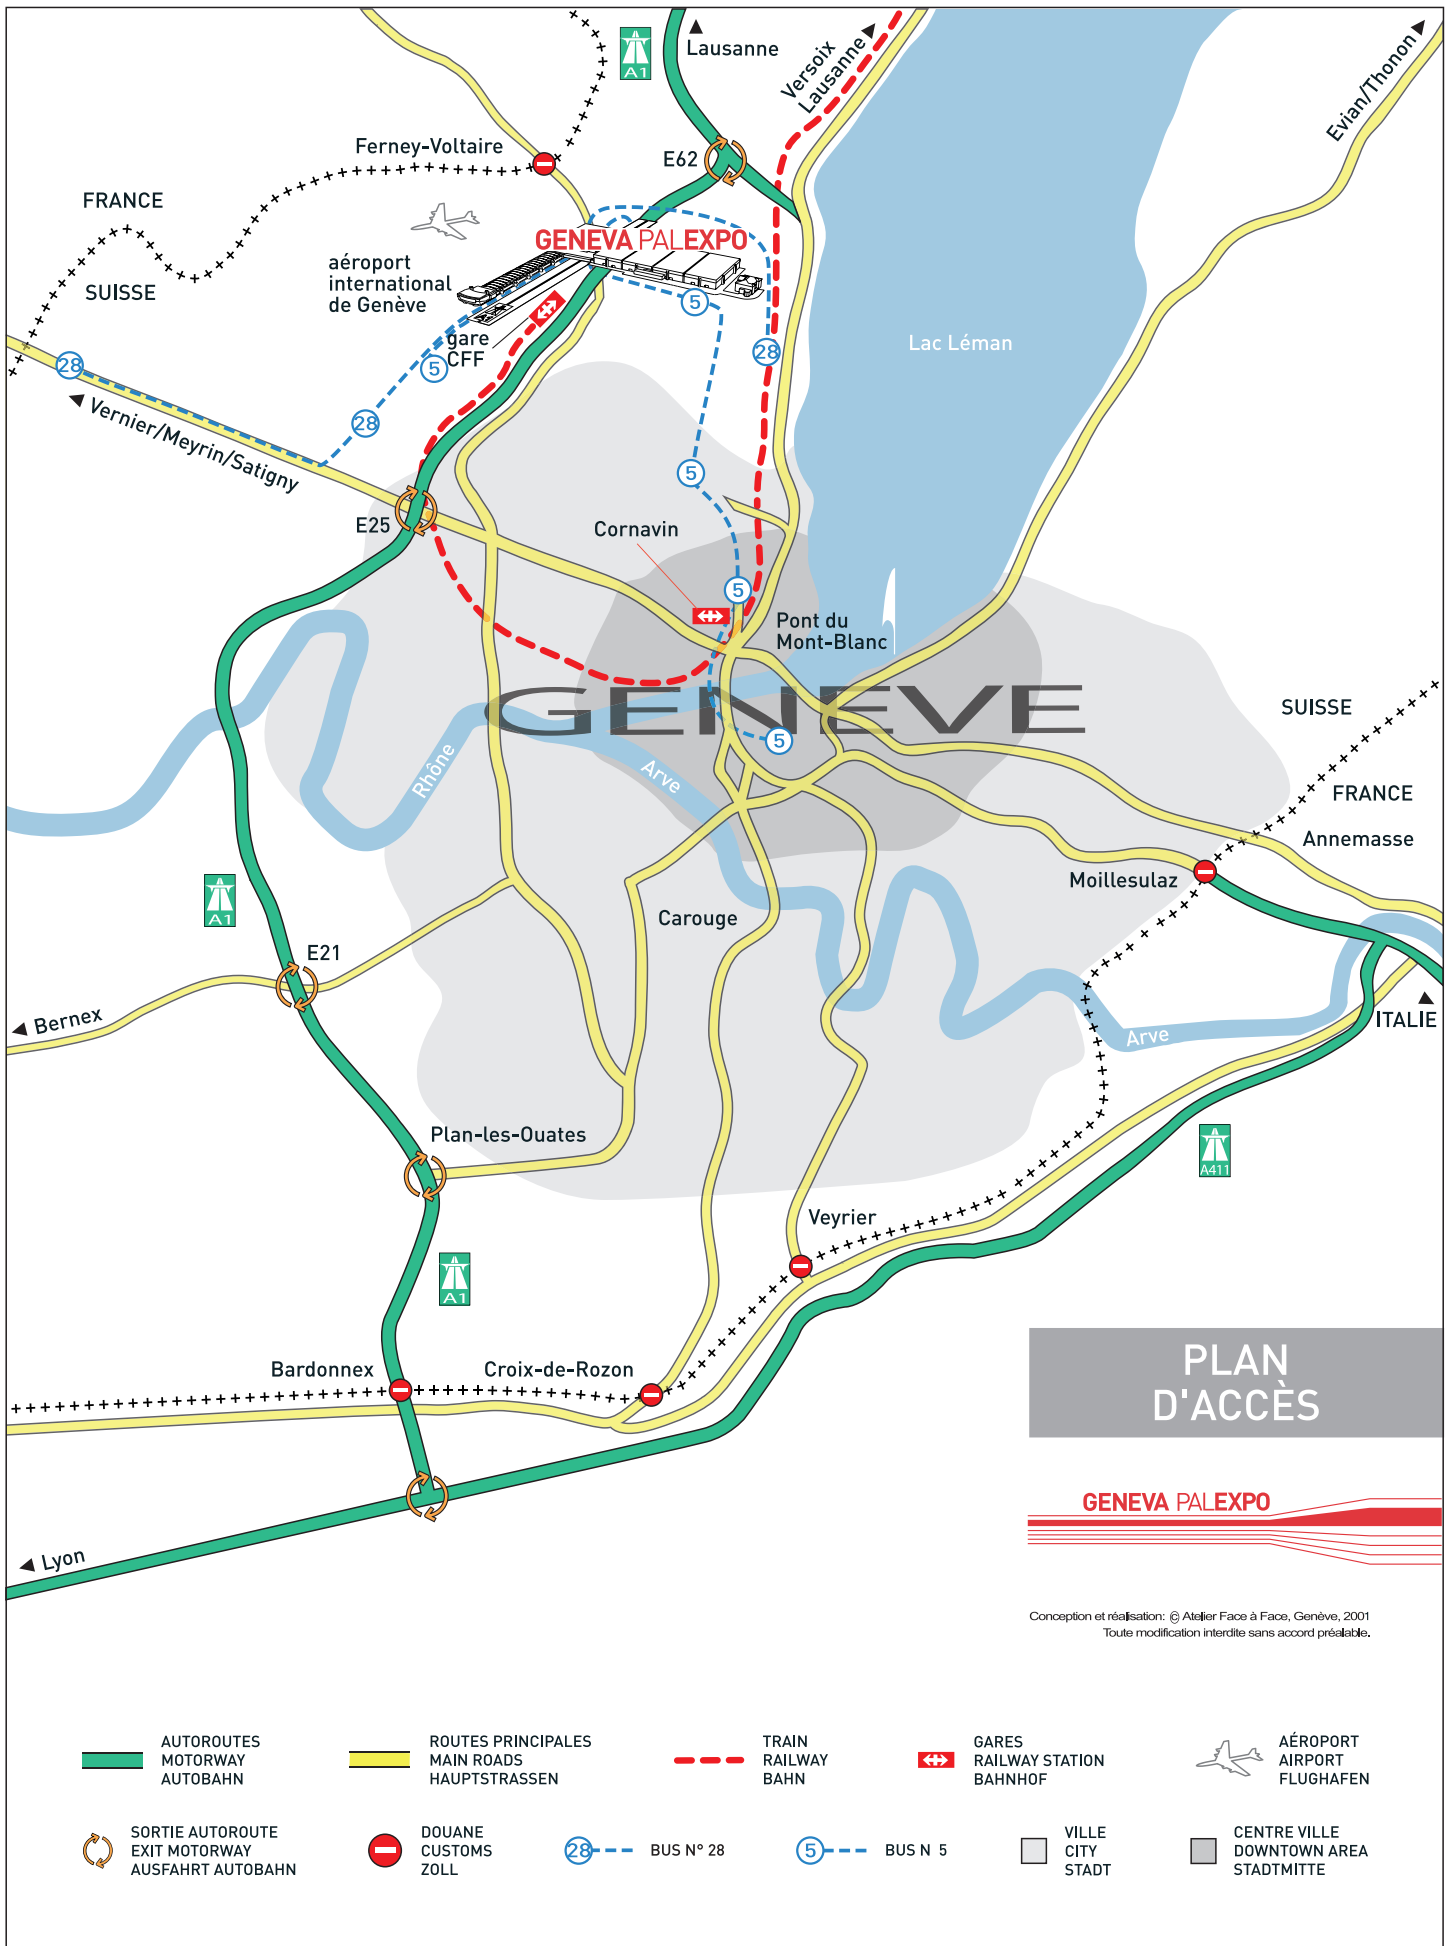 A1
Lausanne
Versoix
Lausanne
Evian/Thonon
Ferney-Voltaire
E62
FRANCE
SUISSE
GENEVA PALEXPO
aéroport
international
de Genève
gare
CFF
5
5
28
28
28
Lac Léman
Vernier/Meyrin/Satigny
5
E25
Cornavin
5
Pont du
Mont-Blanc
GENEVE
5
SUISSE
FRANCE
Rhône
Arve
Annemasse
Moillesulaz
A1
Carouge
E21
Bernex
ITALIE
Arve
Plan-les-Ouates
A411
Veyrier
A1
Bardonnex
Croix-de-Rozon
PLAN
D'ACCÈS
GENEVA PALEXPO
Lyon
Conception et réalisation: © Atelier Face à Face, Genève, 2001
Toute modification interdite sans accord préalable.
AUTOROUTES
MOTORWAY
AUTOBAHN
ROUTES PRINCIPALES
MAIN ROADS
HAUPTSTRASSEN
TRAIN
RAILWAY
BAHN
GARES
RAILWAY STATION
BAHNHOF
AÉROPORT
AIRPORT
FLUGHAFEN
SORTIE AUTOROUTE
EXIT MOTORWAY
AUSFAHRT AUTOBAHN
DOUANE
CUSTOMS
ZOLL
28
BUS N° 28
5
BUS N 5
VILLE
CITY
STADT
CENTRE VILLE
DOWNTOWN AREA
STADTMITTE